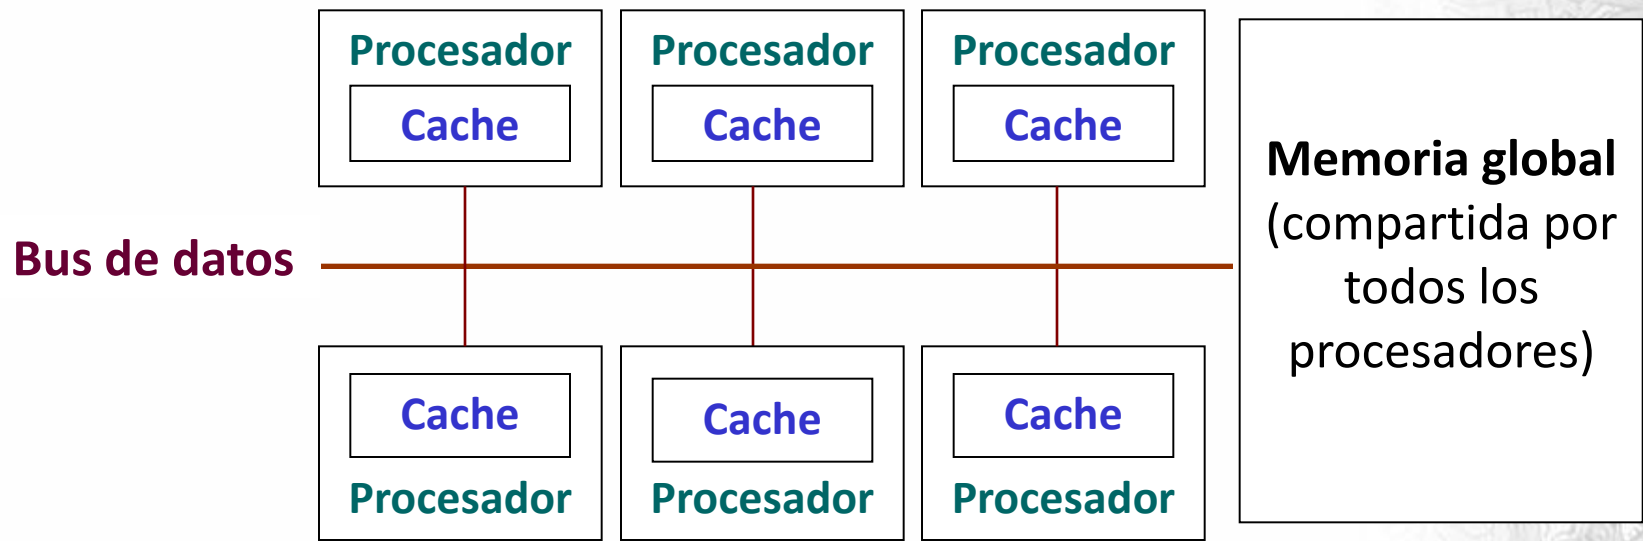 Procesador
Procesador
Procesador
Cache
Cache
Cache
Bus de datos
Memoria global
(compartida por
todos los
procesadores)
Cache
Cache
Cache
Procesador
Procesador
Procesador